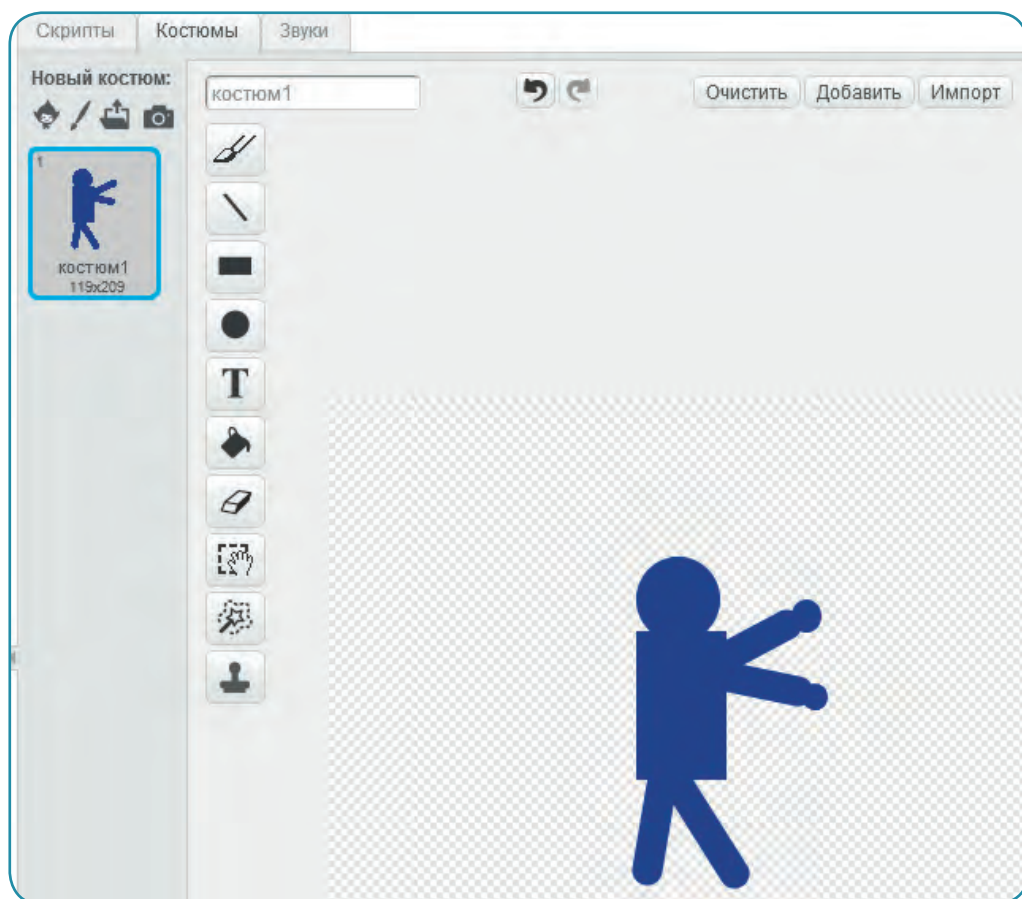 Скрипты Костюмы Звуки
Новый костюм:
костюм1
Очистить Добавить Импорт
1
костюм1
119x209
T